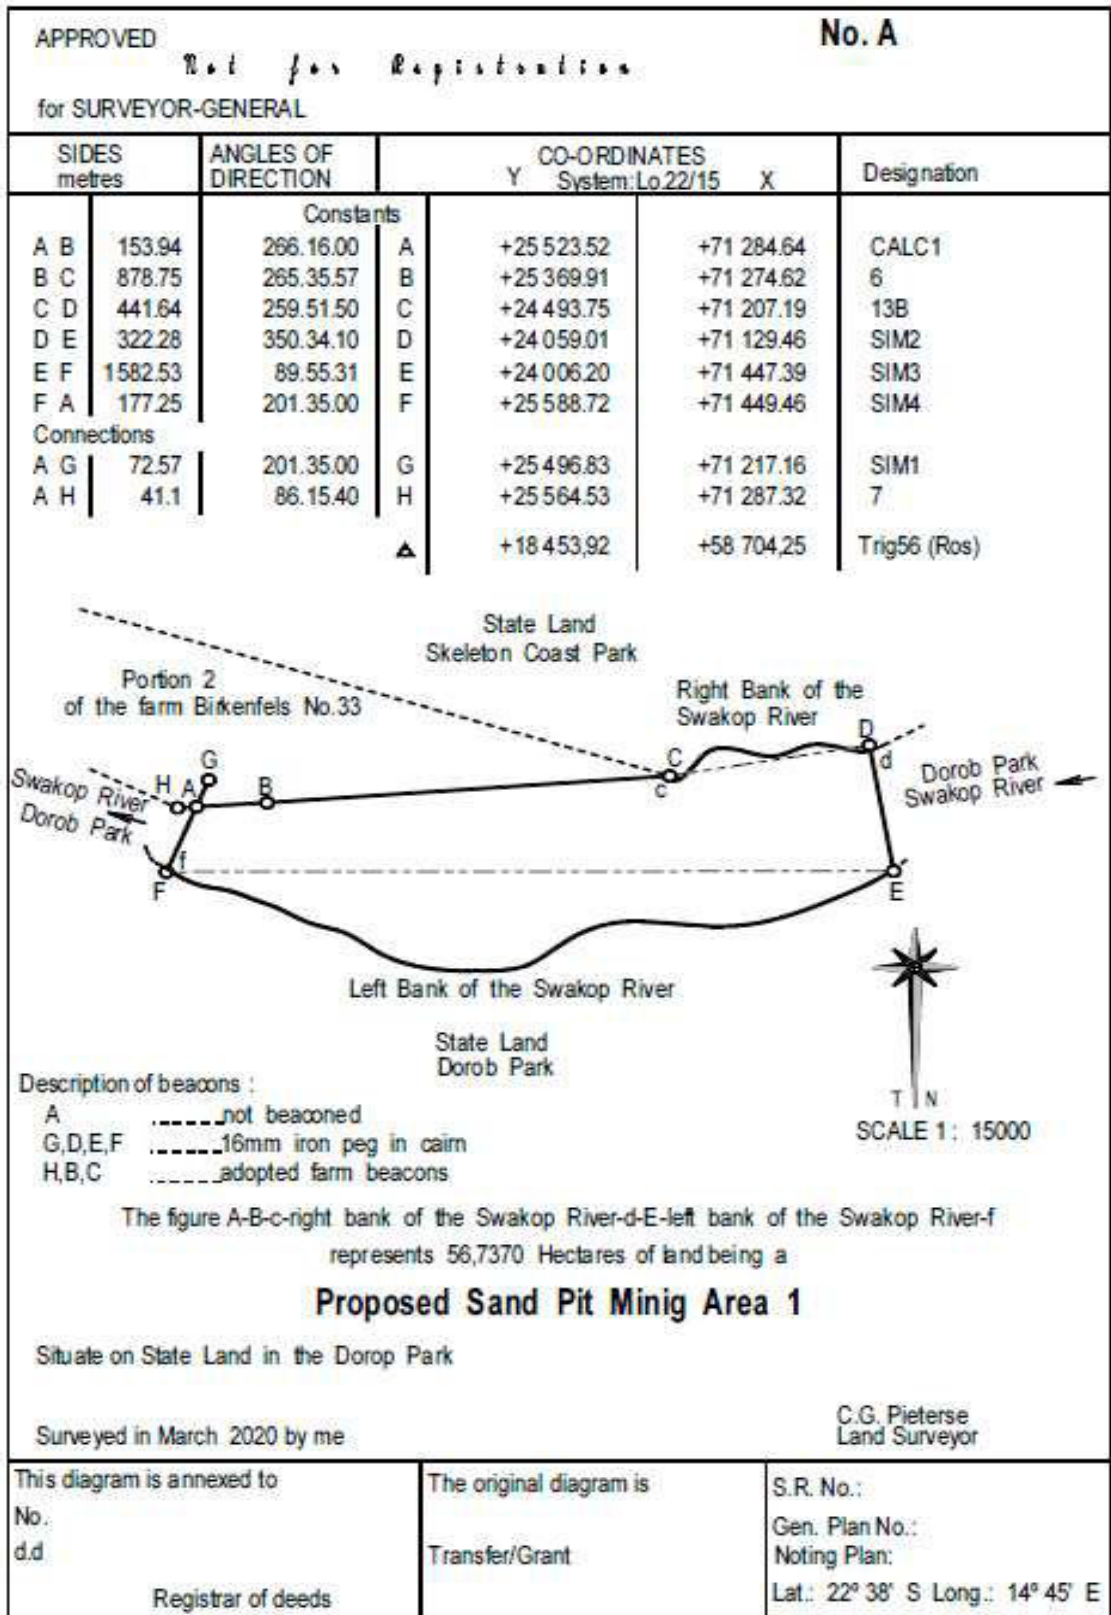 No. A
APPROVED
Not for Registration
for SURVEYOR-GENERAL
SIDES metres ANGLES OF DIRECTION CO-ORDINATES Y System:Lo.22/15 X Designation
Constants
A B 153.94 266.16.00 A +25 523.52 +71 284.64 CALC1
B C 878.75 265.35.57 B +25 369.91 +71 274.62 6
C D 441.64 259.51.50 C +24 493.75 +71 207.19 13B
D E 322.28 350.34.10 D +24 059.01 +71 129.46 SIM2
E F 1582.53 89.55.31 E +24 006.20 +71 447.39 SIM3
F A 177.25 201.35.00 F +25 588.72 +71 449.46 SIM4
Connections
A G 72.57 201.35.00 G +25 496.83 +71 217.16 SIM1
A H 41.1 86.15.40 H +25 564.53 +71 287.32 7
+18 453,92 +58 704,25 Trig56 (Ros)
State Land
Skeleton Coast Park
Portion 2
of the farm Birkenfels No.33
Right Bank of the
Swakop River
D
C
c
d
Dorob Park
Swakop River
G
H A B
Swakop River
Dorob Park
f
F
E
Left Bank of the Swakop River
State Land
Dorob Park
T N
SCALE 1 : 15000
Description of beacons :
A ......not beaconed
G,D,E,F ......16mm iron peg in cairn
H,B,C ......adopted farm beacons
The figure A-B-c-right bank of the Swakop River-d-E-left bank of the Swakop River-f
represents 56,7370 Hectares of land being a
Proposed Sand Pit Minig Area 1
Situate on State Land in the Dorop Park
Surveyed in March 2020 by me
C.G. Pieterse
Land Surveyor
This diagram is annexed to
No.
d.d
Registrar of deeds
The original diagram is
Transfer/Grant
S.R. No.:
Gen. Plan No.:
Noting Plan:
Lat.: 22º 38' S Long.: 14º 45' E